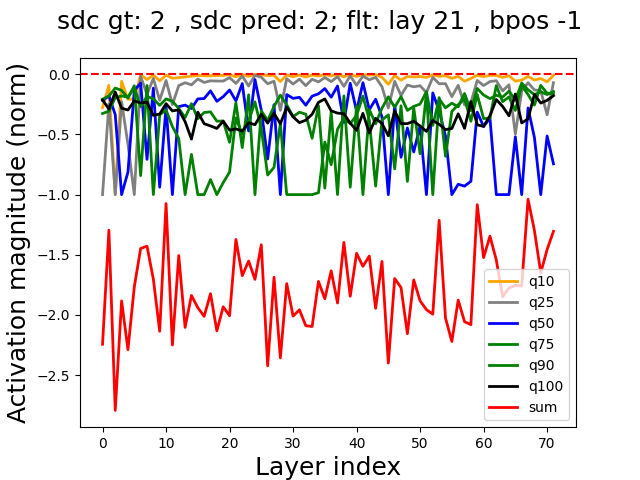 sdc gt: 2 , sdc pred: 2; flt: lay 21 , bpos -1
Activation magnitude (norm)
0.0
−0.5
−1.0
−1.5
−2.0
−2.5
0 10 20 30 40 50 60 70
Layer index
q10
q25
q50
q75
q90
q100
sum